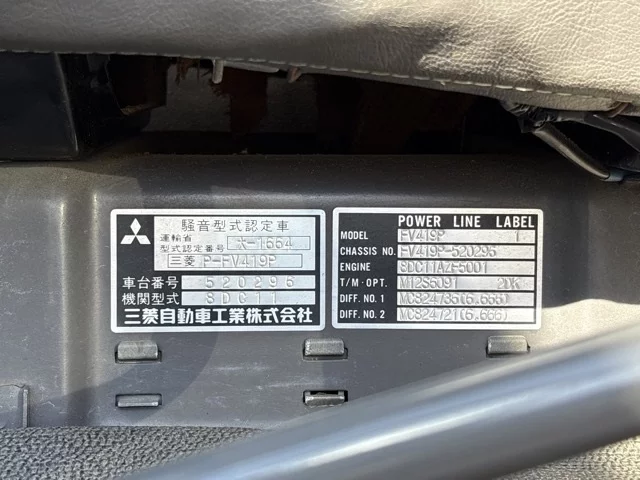 騒音型式認定車
運輸省
型式認定番号 大-1664
三菱 P-FV419P
車台番号 520296
機関型式 8DC11
三菱自動車工業株式会社
POWER LINE LABEL
MODEL FV419P 1
CHASSIS NO. FV419P-520296
ENGINE 8DC11AZF5001
T/M·OPT. M12S6091 2DK
DIFF. NO. 1 MC824735(6.666)
DIFF. NO. 2 MC824721(6.666)